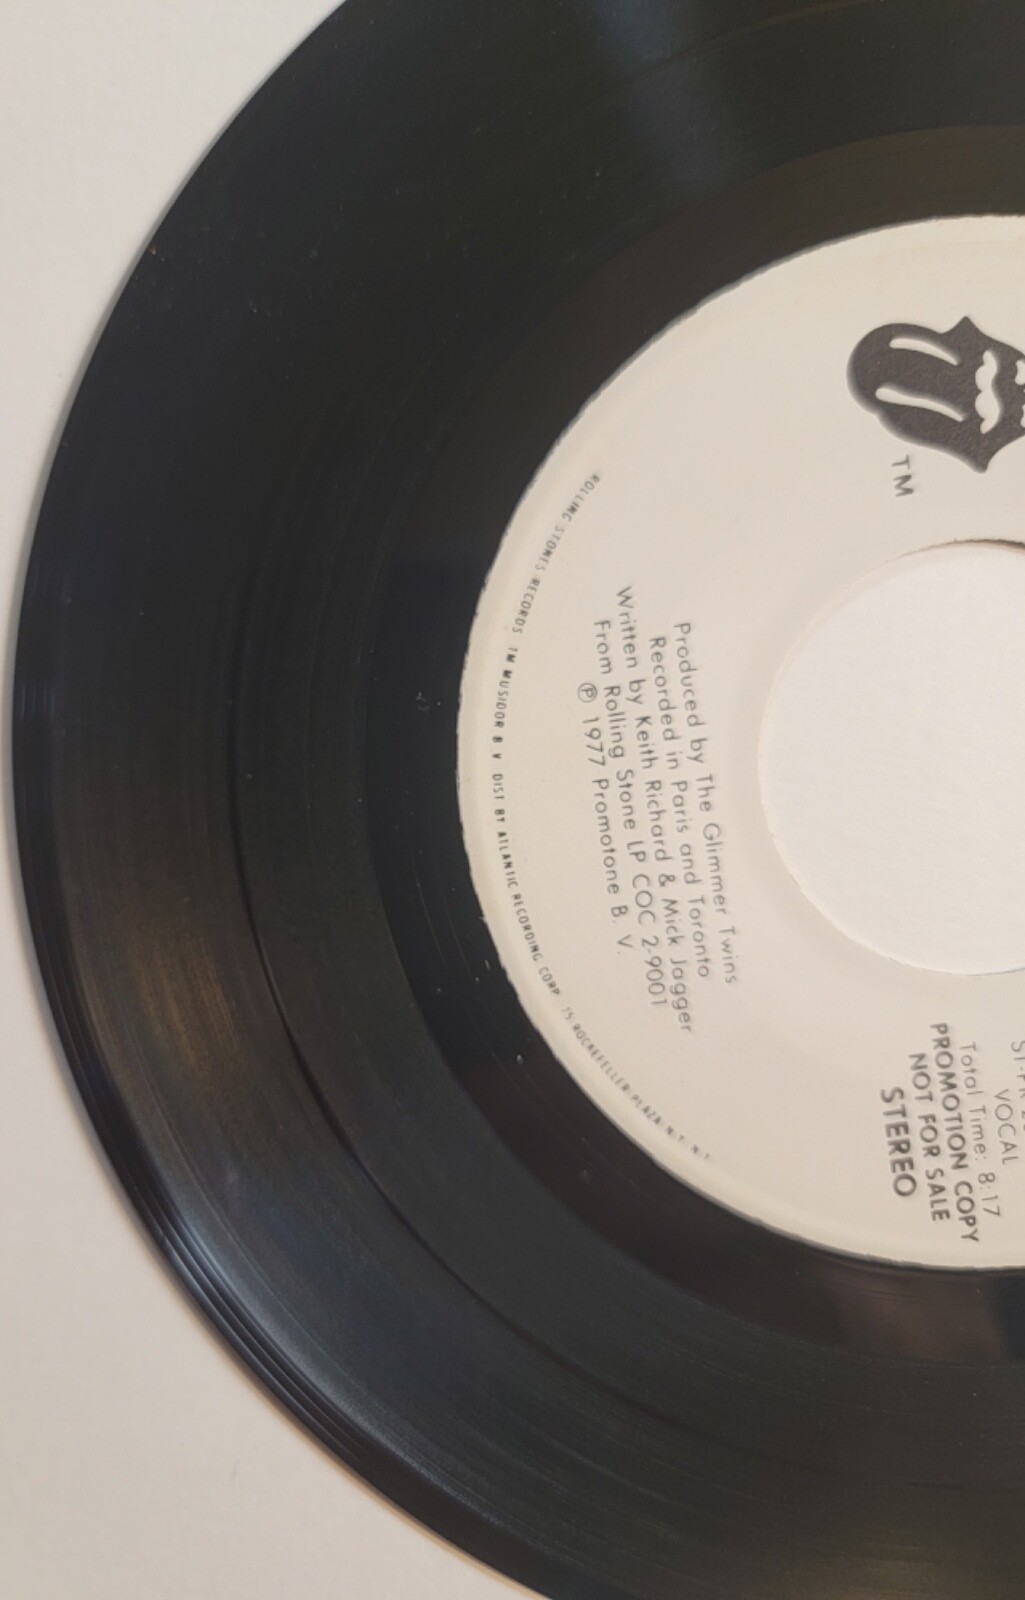 TM
VOCAL
Total Time: 8:17
PROMOTION COPY
NOT FOR SALE
STEREO
Produced by The Glimmer Twins
Recorded in Paris and Toronto
Written by Keith Richard & Mick Jagger
From Rolling Stone LP COC 2-9001
℗ 1977 Promotone B. V.
ROLLING STONES RECORDS TM MUSIDOR B V DIST BY ATLANTIC RECORDING CORP 75 ROCKEFELLER PLAZA N.Y. N.Y.